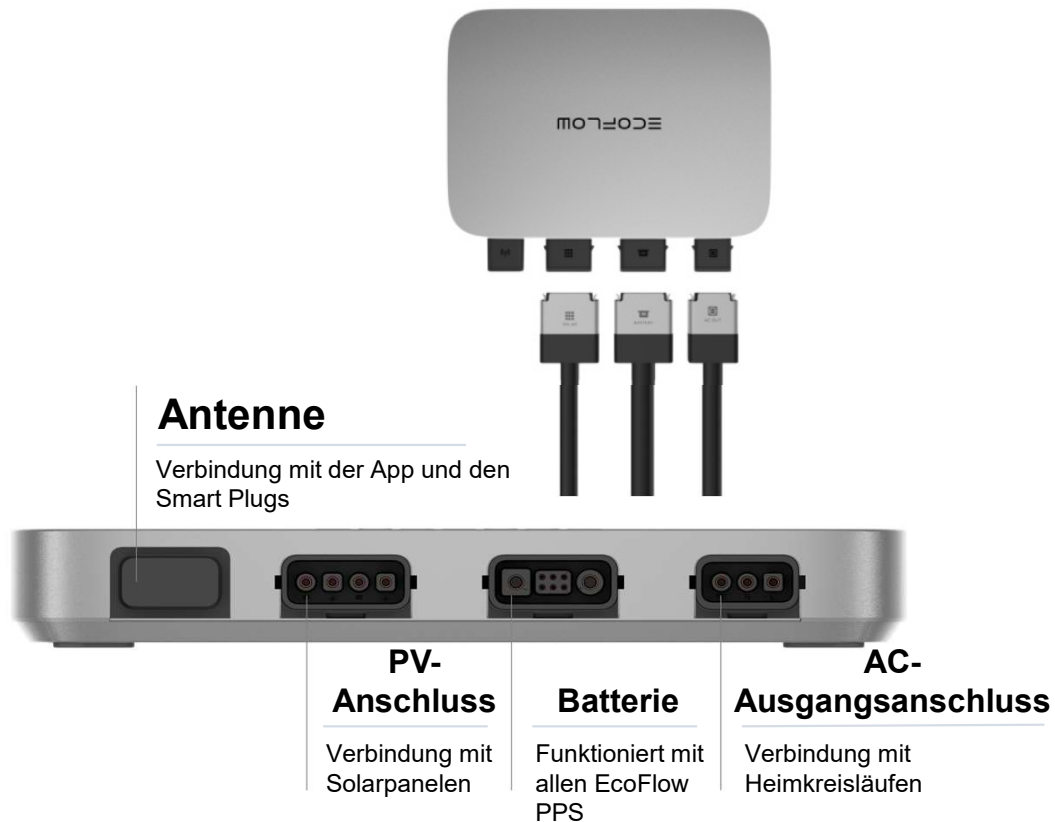 ECOFLOW
Antenne
Verbindung mit der App und den
Smart Plugs
PV-
Anschluss
Verbindung mit
Solarpanelen
Batterie
Funktioniert mit
allen EcoFlow
PPS
AC-
Ausgangsanschluss
Verbindung mit
Heimkreisläufen